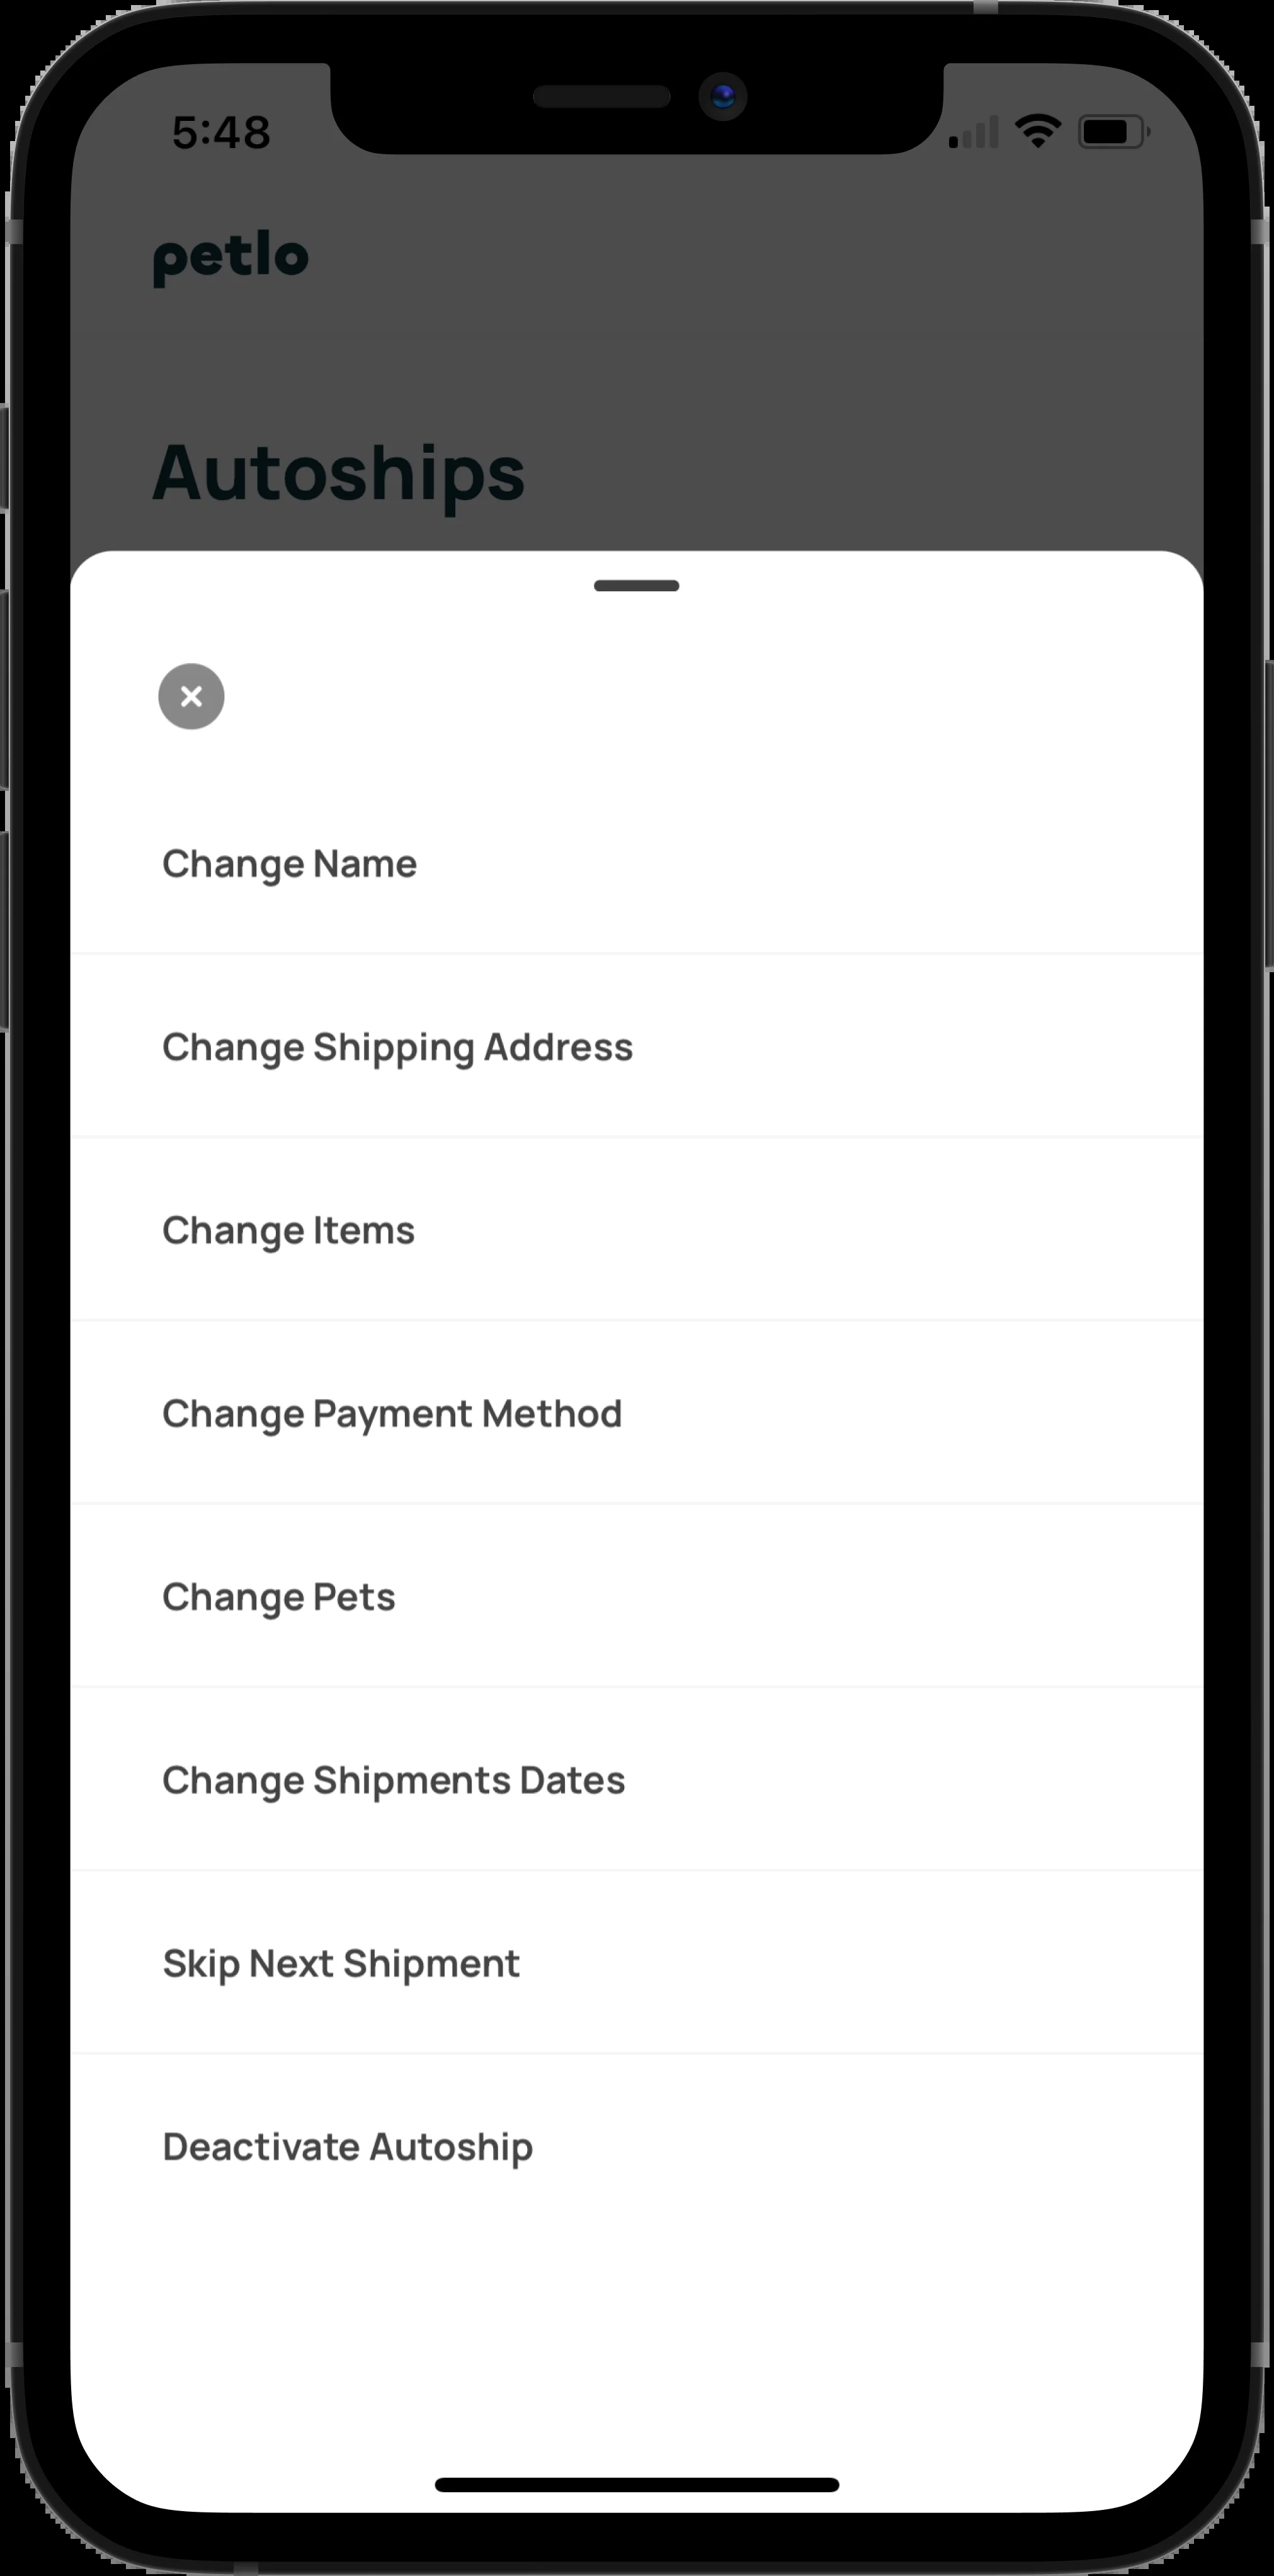 5:48
petlo
Autoships
Change Name
Change Shipping Address
Change Items
Change Payment Method
Change Pets
Change Shipments Dates
Skip Next Shipment
Deactivate Autoship